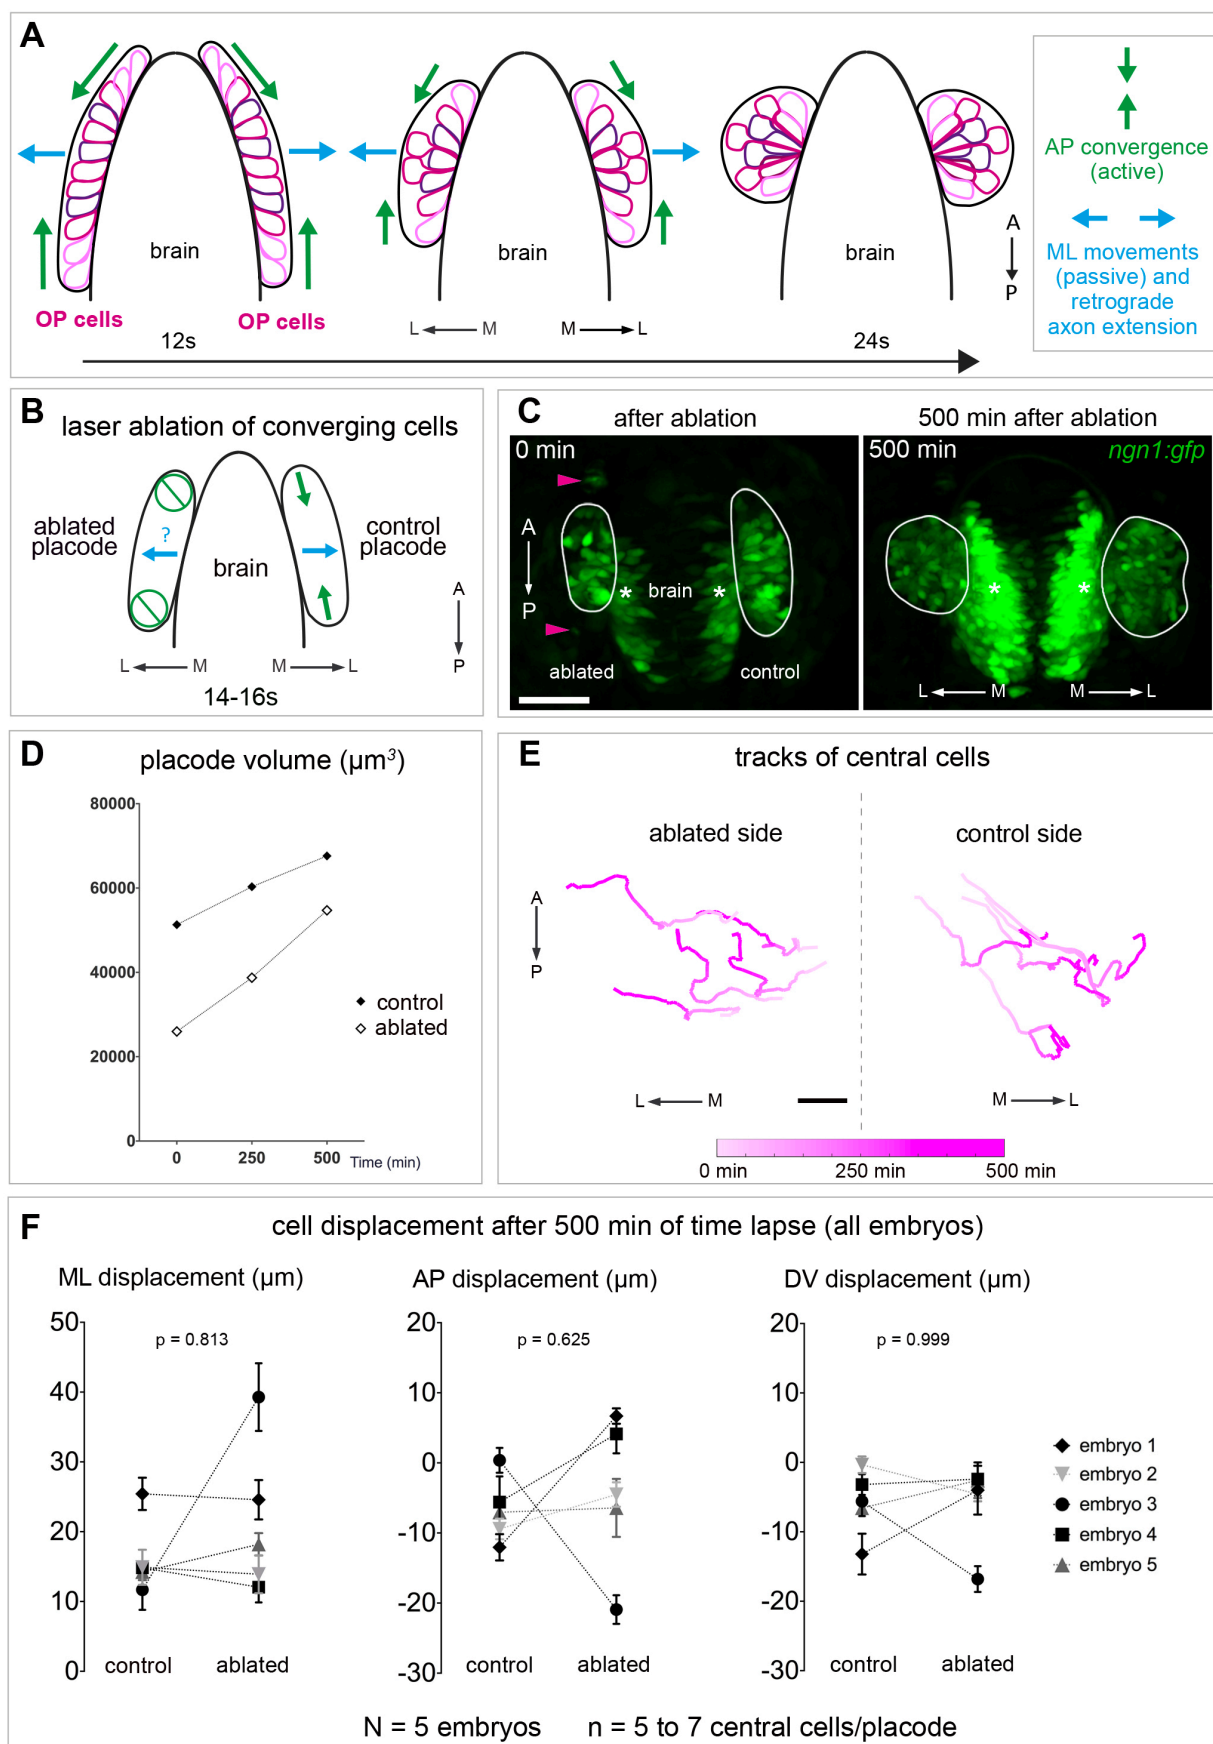 A
brain
brain
brain
OP cells
OP cells
L M
M L
A
P
12s
24s
AP convergence
(active)
ML movements
(passive) and
retrograde
axon extension
B
laser ablation of converging cells
ablated
placode
?
control
placode
brain
A
P
L M
M L
14-16s
C
after ablation
500 min after ablation
0 min
A
P
* brain *
ablated
control
500 min
ngn1:gfp
* *
L M
M L
D
placode volume (µm³)
80000
60000
40000
20000
0
0 250 500 Time (min)
control
ablated
E
tracks of central cells
ablated side
control side
A
P
L M
M L
0 min 250 min 500 min
F
cell displacement after 500 min of time lapse (all embryos)
ML displacement (µm)
p = 0.813
50
40
30
20
10
0
control ablated
AP displacement (µm)
p = 0.625
20
10
0
-10
-20
-30
control ablated
DV displacement (µm)
p = 0.999
20
10
0
-10
-20
-30
control ablated
embryo 1
embryo 2
embryo 3
embryo 4
embryo 5
N = 5 embryos n = 5 to 7 central cells/placode